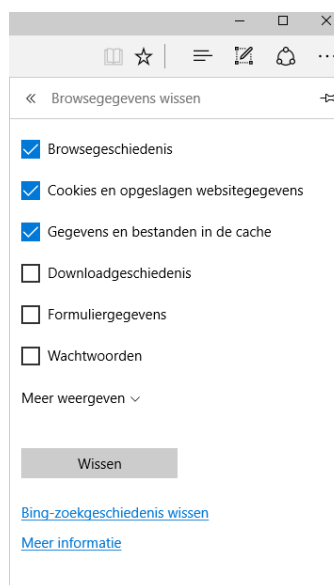 Browsegegevens wissen
Browsegeschiedenis
Cookies en opgeslagen websitegegevens
Gegevens en bestanden in de cache
Downloadgeschiedenis
Formuliergegevens
Wachtwoorden
Meer weergeven
Wissen
Bing-zoekgeschiedenis wissen
Meer informatie